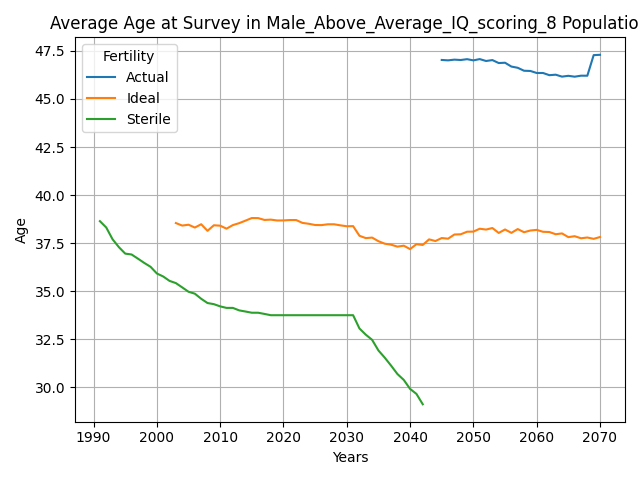 Average Age at Survey in Male_Above_Average_IQ_scoring_8 Populatio
Fertility
Actual
Ideal
Sterile
47.5
45.0
42.5
40.0
37.5
35.0
32.5
30.0
Age
1990 2000 2010 2020 2030 2040 2050 2060 2070
Years